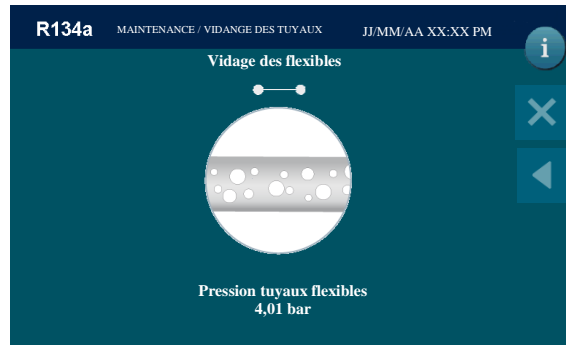 R134a MAINTENANCE / VIDANGE DES TUYAUX JJ/MM/AA XX:XX PM
i
Vidage des flexibles
Pression tuyaux flexibles
4,01 bar